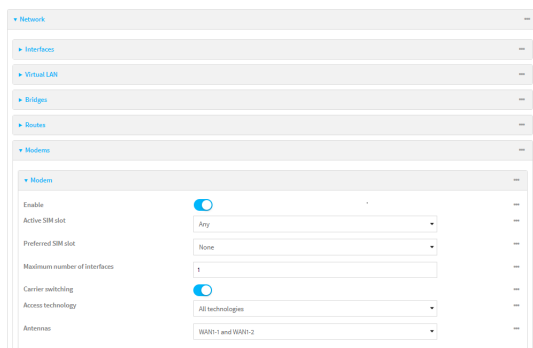 Network
Interfaces
Virtual LAN
Bridges
Routes
Modems
Modem
Enable
Active SIM slot
Any
Preferred SIM slot
None
Maximum number of interfaces
1
Carrier switching
Access technology
All technologies
Antennas
WAN1-1 and WAN1-2